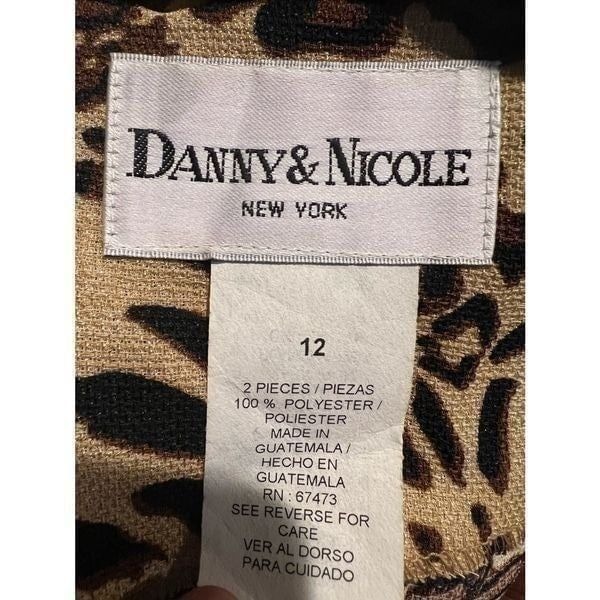 DANNY & NICOLE
NEW YORK
12
2 PIECES / PIEZAS
100 % POLYESTER /
POLIESTER
MADE IN
GUATEMALA /
HECHO EN
GUATEMALA
RN : 67473
SEE REVERSE FOR
CARE
VER AL DORSO
PARA CUIDADO